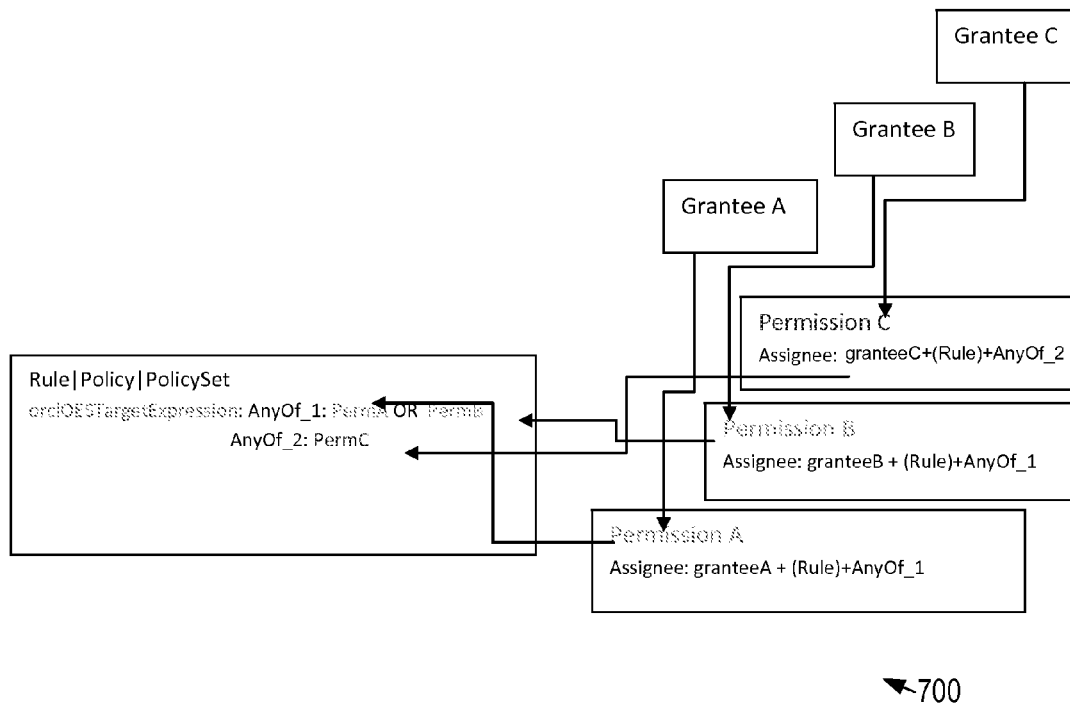 Grantee C
Grantee B
Grantee A
Permission C
Assignee: granteeC+(Rule)+AnyOf_2
Rule|Policy|PolicySet
orclOESTargetExpression: AnyOf_1: PermA OR PermB
AnyOf_2: PermC
Permission B
Assignee: granteeB + (Rule)+AnyOf_1
Permission A
Assignee: granteeA + (Rule)+AnyOf_1
700